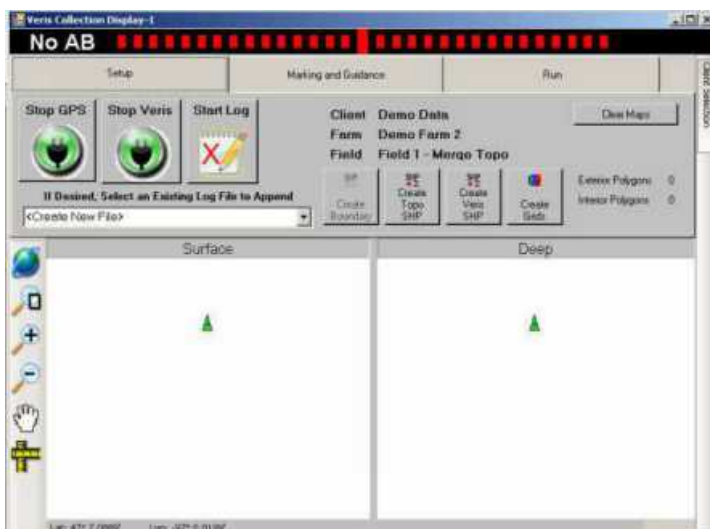 Veris Collection Display-1
No AB
Setup
Marking and Guidance
Run
Client Selection
Stop GPS
Stop Veris
Start Log
Client Demo Data
Farm Demo Farm 2
Field Field 1 - Merge Topo
Clear Maps
If Desired, Select an Existing Log File to Append
<Create New File>
Create Boundary
Create Topo SHP
Create Veris SHP
Create Grids
Exterior Polygons 0
Interior Polygons 0
Surface
Deep